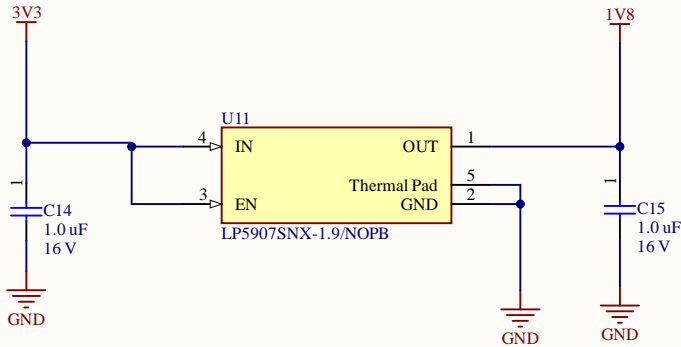 3V3
1V8
U11
4
IN
OUT
1
Thermal Pad
5
3
EN
GND
2
LP5907SNX-1.9/NOPB
1
C14
1.0 uF
16 V
1
C15
1.0 uF
16 V
GND
GND
GND